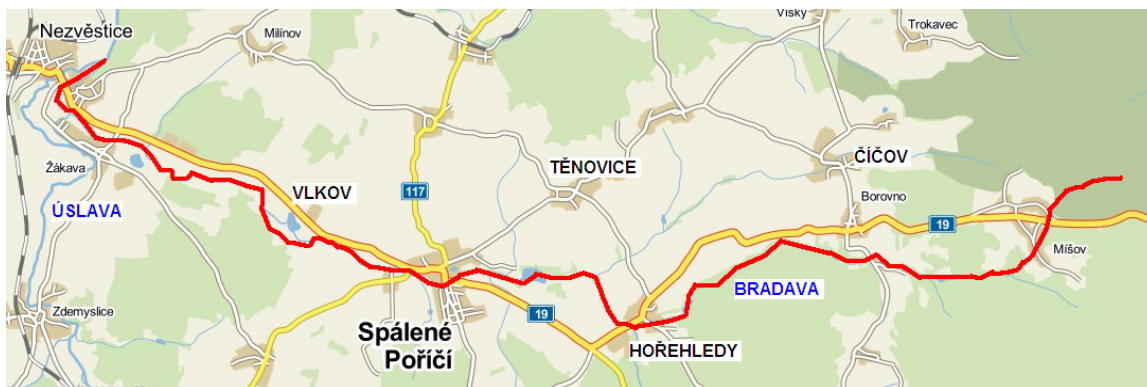 Nezvěstice
Milínov
Vísky
Trokavec
Žákava
VLKOV
117
TĚNOVICE
ČÍČOV
Borovno
ÚSLAVA
19
Míšov
BRADAVA
Zdemyslice
Spálené
Poříčí
19
HOŘEHLEDY